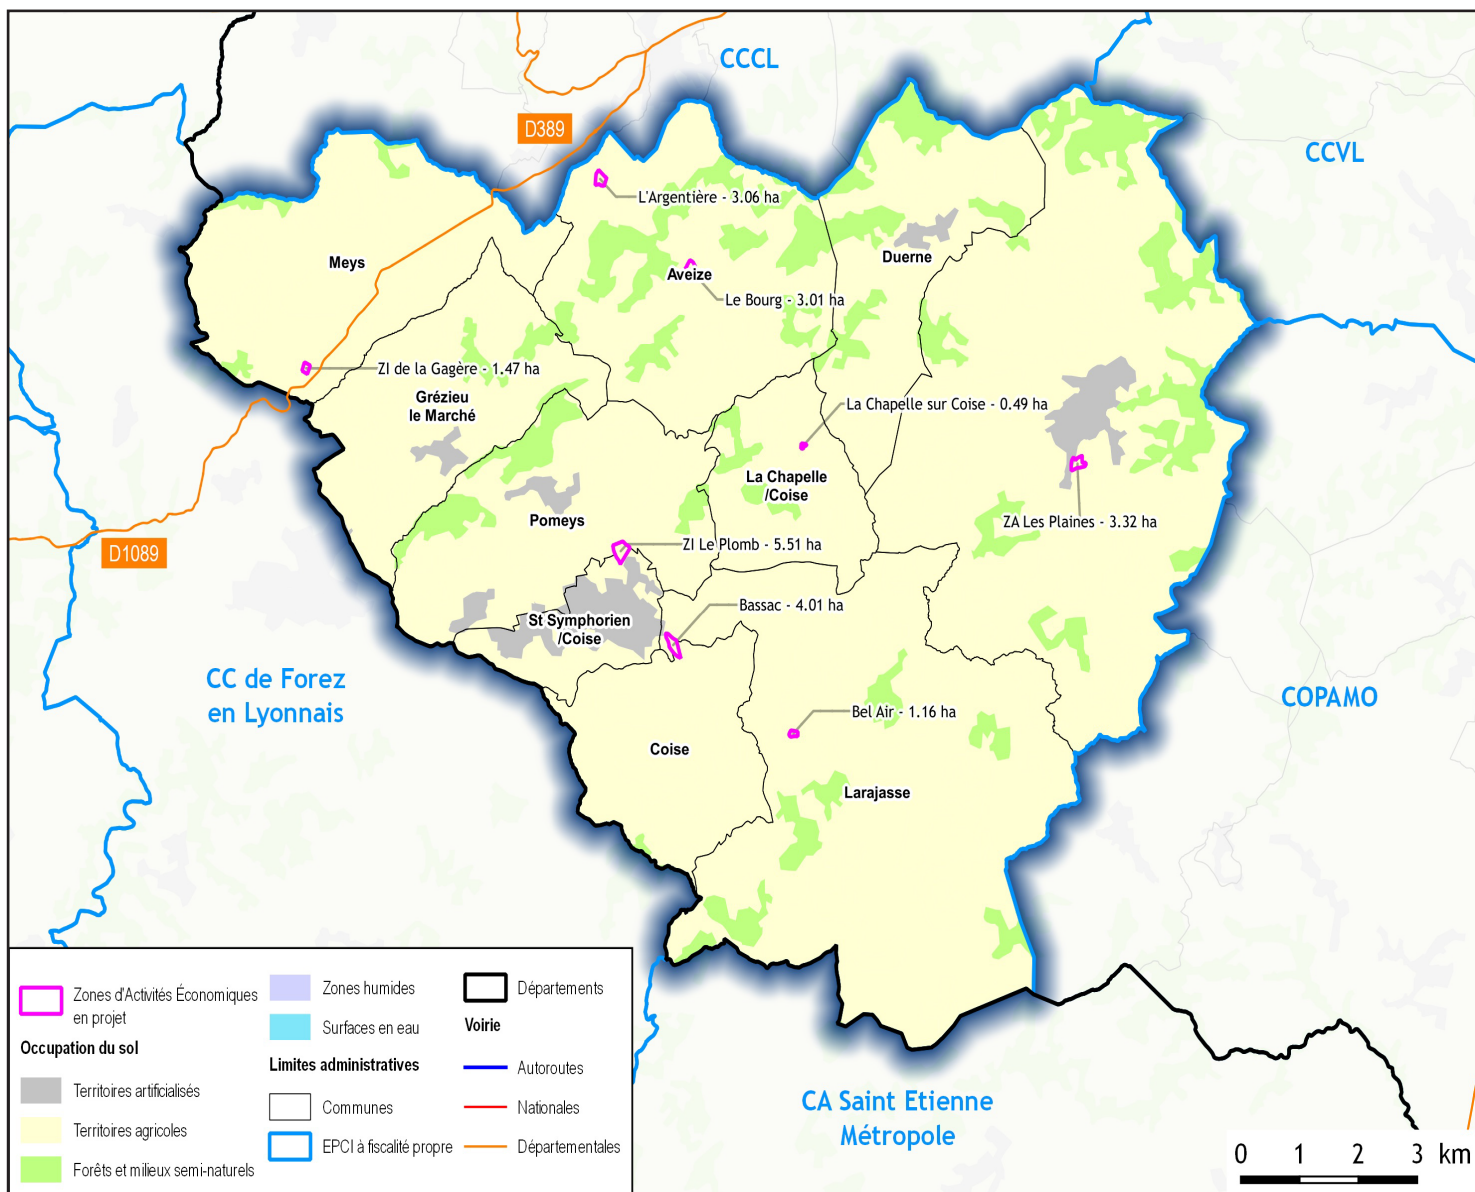 CCCL
D389
CCVL
L'Argentière - 3.06 ha
Meys
Duerne
Aveize
Le Bourg - 3.01 ha
ZI de la Gagère - 1.47 ha
Grézieu
le Marché
La Chapelle sur Coise - 0.49 ha
La Chapelle
/Coise
Pomeys
ZA Les Plaines - 3.32 ha
D1089
ZI Le Plomb - 5.51 ha
Bassac - 4.01 ha
St Symphorien
/Coise
CC de Forez
en Lyonnais
COPAMO
Bel Air - 1.16 ha
Coise
Larajasse
CA Saint Etienne
Métropole
Zones d'Activités Économiques
en projet
Occupation du sol
Territoires artificialisés
Territoires agricoles
Forêts et milieux semi-naturels
Zones humides
Surfaces en eau
Limites administratives
Communes
EPCI à fiscalité propre
Départements
Voirie
Autoroutes
Nationales
Départementales
0 1 2 3 km